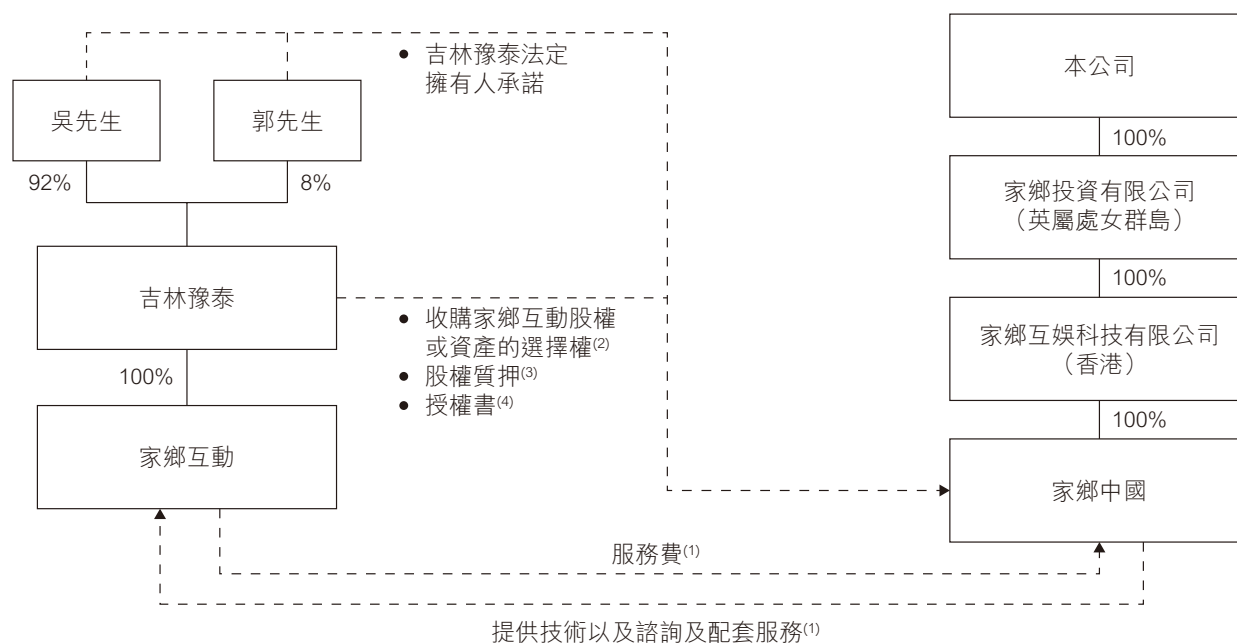 ● 吉林豫泰法定
擁有人承諾
吳先生
郭先生
92%
8%
吉林豫泰
● 收購家鄉互動股權
或資產的選擇權(2)
● 股權質押(3)
● 授權書(4)
100%
家鄉互動
本公司
100%
家鄉投資有限公司
（英屬處女群島）
100%
家鄉互娛科技有限公司
（香港）
100%
家鄉中國
服務費(1)
提供技術以及諮詢及配套服務(1)